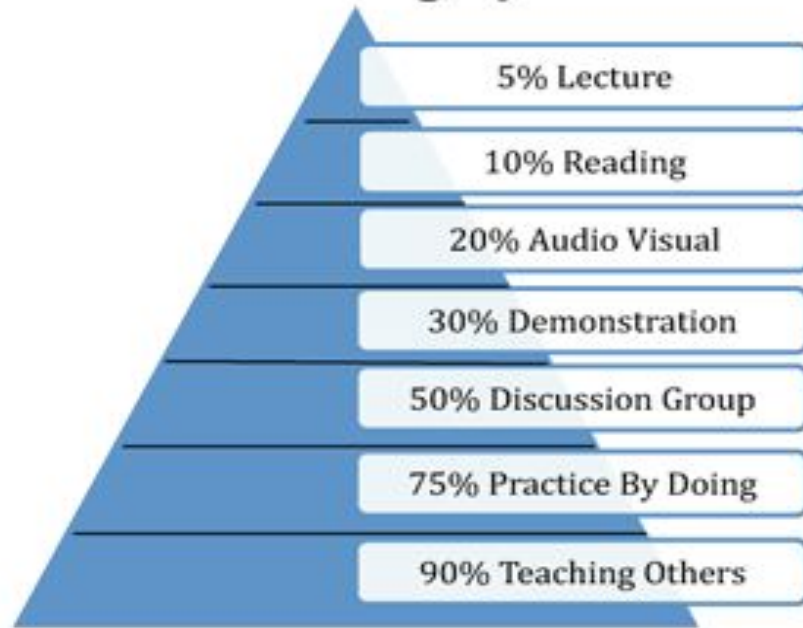 5% Lecture
10% Reading
20% Audio Visual
30% Demonstration
50% Discussion Group
75% Practice By Doing
90% Teaching Others